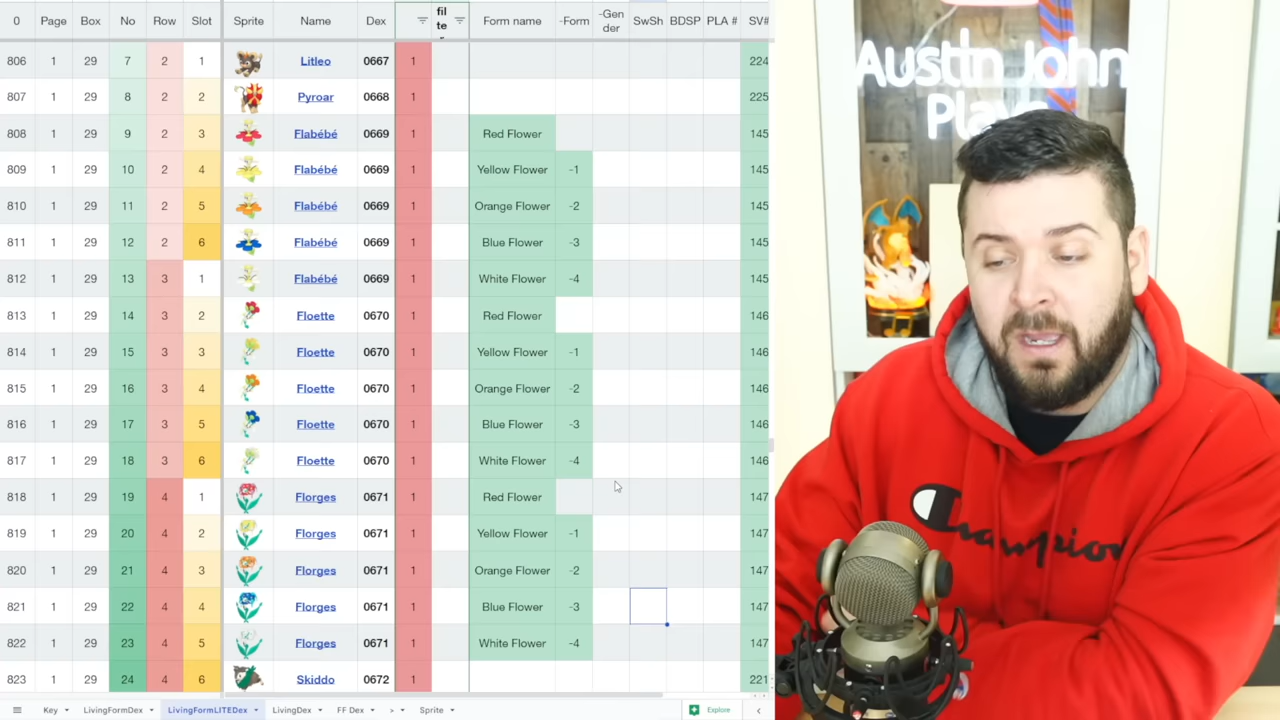 0 Page Box No Row Slot Sprite Name Dex filte Form name -Form -Gender SwSh BDSP PLA # SV#
806 1 29 7 2 1 Litleo 0667 1 224
807 1 29 8 2 2 Pyroar 0668 1 225
808 1 29 9 2 3 Flabébé 0669 1 Red Flower 145
809 1 29 10 2 4 Flabébé 0669 1 Yellow Flower -1 145
810 1 29 11 2 5 Flabébé 0669 1 Orange Flower -2 145
811 1 29 12 2 6 Flabébé 0669 1 Blue Flower -3 145
812 1 29 13 3 1 Flabébé 0669 1 White Flower -4 145
813 1 29 14 3 2 Floette 0670 1 Red Flower 146
814 1 29 15 3 3 Floette 0670 1 Yellow Flower -1 146
815 1 29 16 3 4 Floette 0670 1 Orange Flower -2 146
816 1 29 17 3 5 Floette 0670 1 Blue Flower -3 146
817 1 29 18 3 6 Floette 0670 1 White Flower -4 146
818 1 29 19 4 1 Florges 0671 1 Red Flower 147
819 1 29 20 4 2 Florges 0671 1 Yellow Flower -1 147
820 1 29 21 4 3 Florges 0671 1 Orange Flower -2 147
821 1 29 22 4 4 Florges 0671 1 Blue Flower -3 147
822 1 29 23 4 5 Florges 0671 1 White Flower -4 147
823 1 29 24 4 6 Skiddo 0672 1 221
Key LivingFormDex LivingFormLITEDex LivingDex FF Dex > Sprite Explore
Austin John
Plays
Champion